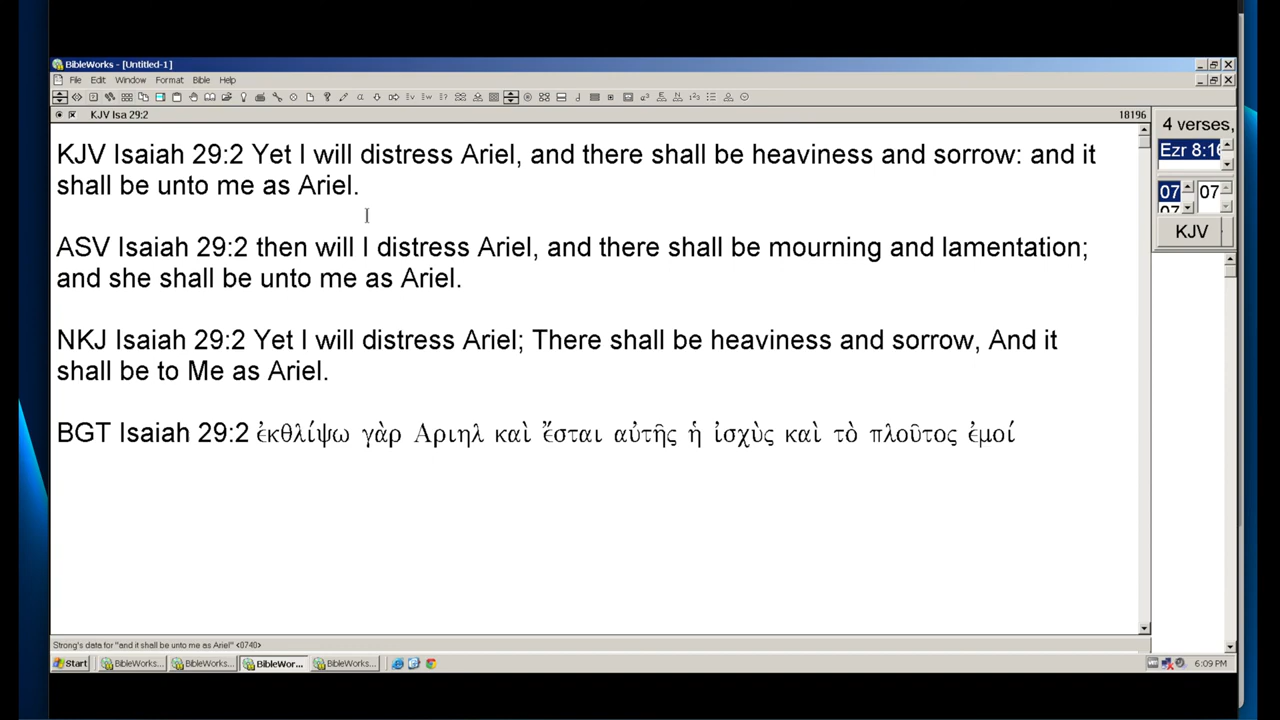 BibleWorks - [Untitled-1]
File Edit Window Format Bible Help
KJV Isa 29:2 18196
KJV Isaiah 29:2 Yet I will distress Ariel, and there shall be heaviness and sorrow: and it
shall be unto me as Ariel.
ASV Isaiah 29:2 then will I distress Ariel, and there shall be mourning and lamentation;
and she shall be unto me as Ariel.
NKJ Isaiah 29:2 Yet I will distress Ariel; There shall be heaviness and sorrow, And it
shall be to Me as Ariel.
BGT Isaiah 29:2 ἐκθλίψω γὰρ Αριηλ καὶ ἔσται αὐτῆς ἡ ἰσχὺς καὶ τὸ πλοῦτος ἐμοί
4 verses,
Ezr 8:16
07 07
KJV
Strong's data for "and it shall be unto me as Ariel" <0740>
Start BibleWorks... BibleWorks... BibleWor... BibleWorks... 6:09 PM